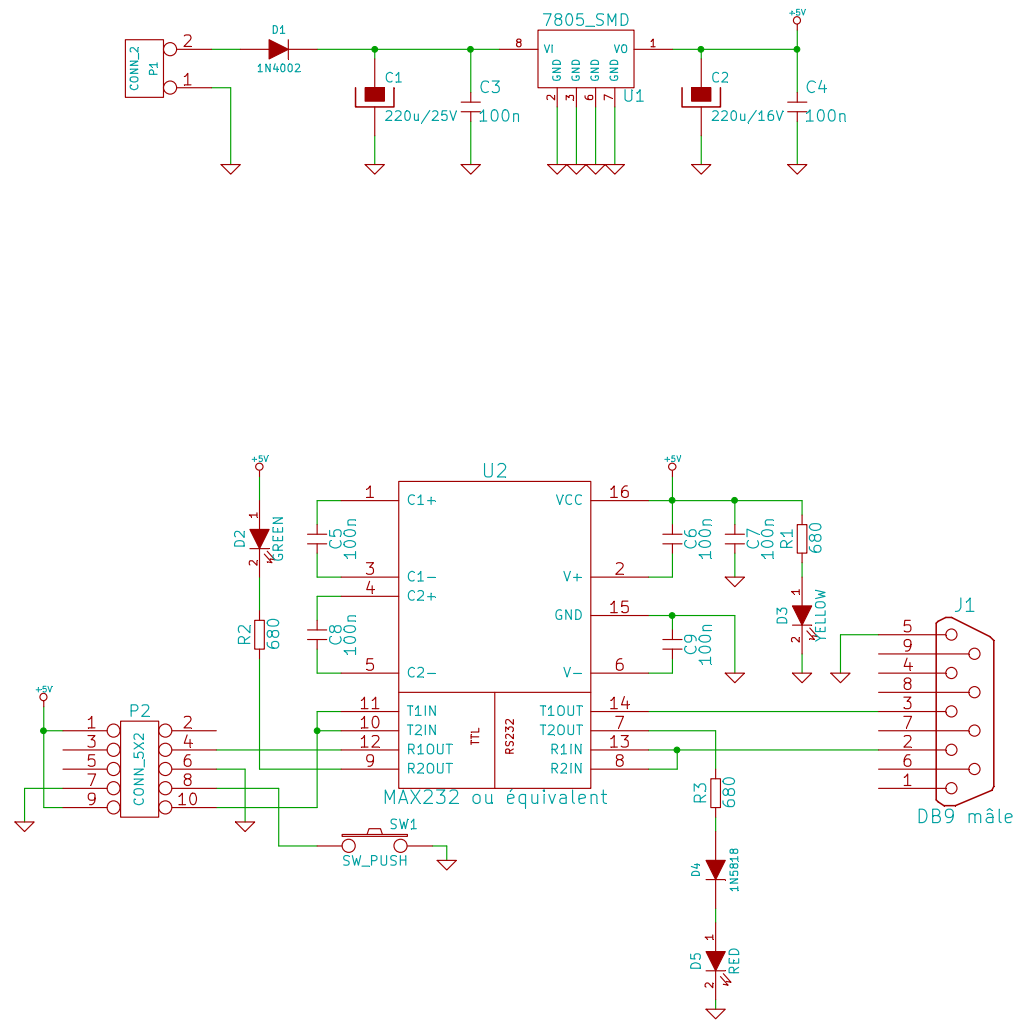 7805_SMD
+5V
D1
1N4002
CONN_2
P1
2
1
8
VI
VO
1
GND
GND
GND
GND
2
3
6
7
U1
C1
220u/25V
C3
100n
C2
220u/16V
C4
100n
+5V
D2
GREEN
1
2
R2
680
C5
100n
C8
100n
U2
1
C1+
3
C1-
4
C2+
5
C2-
11
T1IN
10
T2IN
12
R1OUT
9
R2OUT
TTL
RS232
VCC
16
V+
2
GND
15
V-
6
T1OUT
14
T2OUT
7
R1IN
13
R2IN
8
MAX232 ou équivalent
+5V
C6
100n
C7
100n
R1
680
C9
100n
D3
YELLOW
1
2
J1
5
9
4
8
3
7
2
6
1
DB9 mâle
+5V
P2
CONN_5X2
1
2
3
4
5
6
7
8
9
10
SW1
SW_PUSH
R3
680
D4
1N5818
D5
RED
1
2